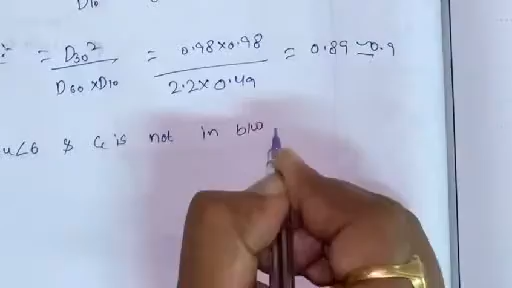 D10
= D30² / D60 × D10 = 0.98×0.98 / 2.2×0.49 = 0.89 ≃0.9
u<6 & Cc is not in b/w